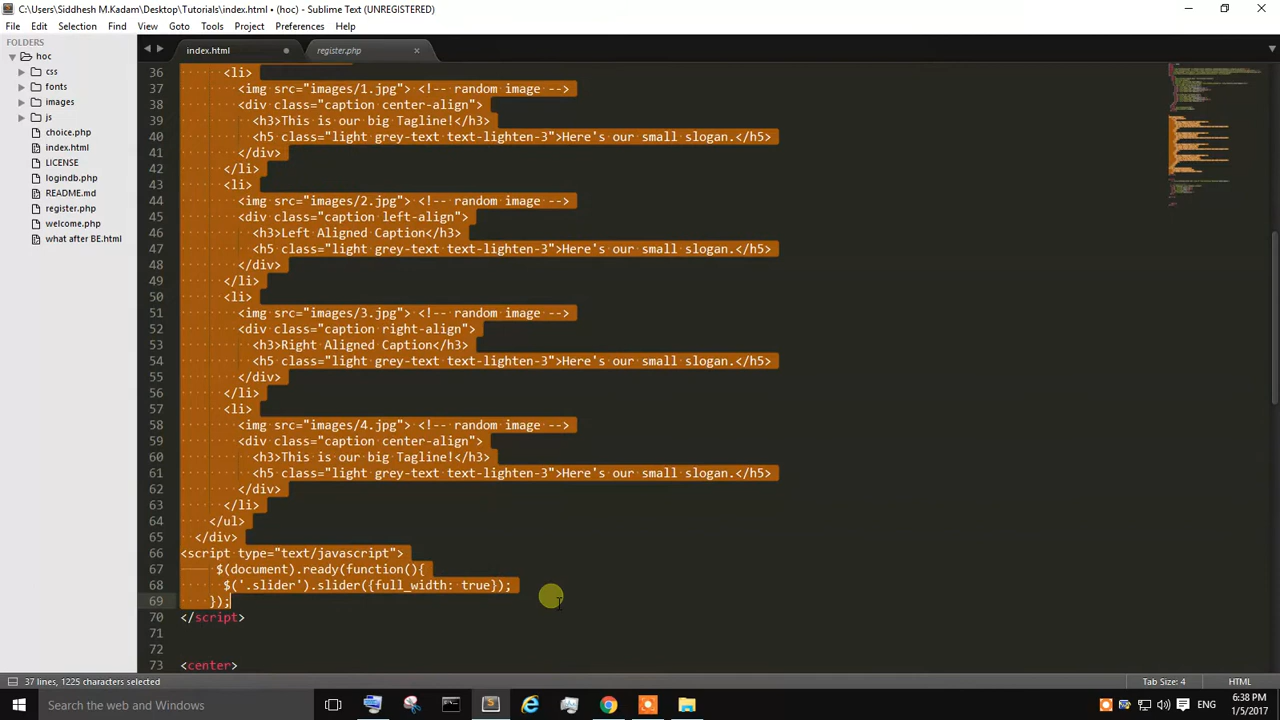 C:\Users\Siddhesh M.Kadam\Desktop\Tutorials\index.html • (hoc) - Sublime Text (UNREGISTERED)
File Edit Selection Find View Goto Tools Project Preferences Help
FOLDERS
hoc
css
fonts
images
js
choice.php
index.html
LICENSE
logindb.php
README.md
register.php
welcome.php
what after BE.html
index.html register.php
36 <li>
37 <img src="images/1.jpg"> <!-- random image -->
38 <div class="caption center-align">
39 <h3>This is our big Tagline!</h3>
40 <h5 class="light grey-text text-lighten-3">Here's our small slogan.</h5>
41 </div>
42 </li>
43 <li>
44 <img src="images/2.jpg"> <!-- random image -->
45 <div class="caption left-align">
46 <h3>Left Aligned Caption</h3>
47 <h5 class="light grey-text text-lighten-3">Here's our small slogan.</h5>
48 </div>
49 </li>
50 <li>
51 <img src="images/3.jpg"> <!-- random image -->
52 <div class="caption right-align">
53 <h3>Right Aligned Caption</h3>
54 <h5 class="light grey-text text-lighten-3">Here's our small slogan.</h5>
55 </div>
56 </li>
57 <li>
58 <img src="images/4.jpg"> <!-- random image -->
59 <div class="caption center-align">
60 <h3>This is our big Tagline!</h3>
61 <h5 class="light grey-text text-lighten-3">Here's our small slogan.</h5>
62 </div>
63 </li>
64 </ul>
65 </div>
66 <script type="text/javascript">
67 $(document).ready(function(){
68 $('.slider').slider({full_width: true});
69 });
70 </script>
71
72
73 <center>
37 lines, 1225 characters selected Tab Size: 4 HTML
Search the web and Windows
ENG
6:38 PM
1/5/2017